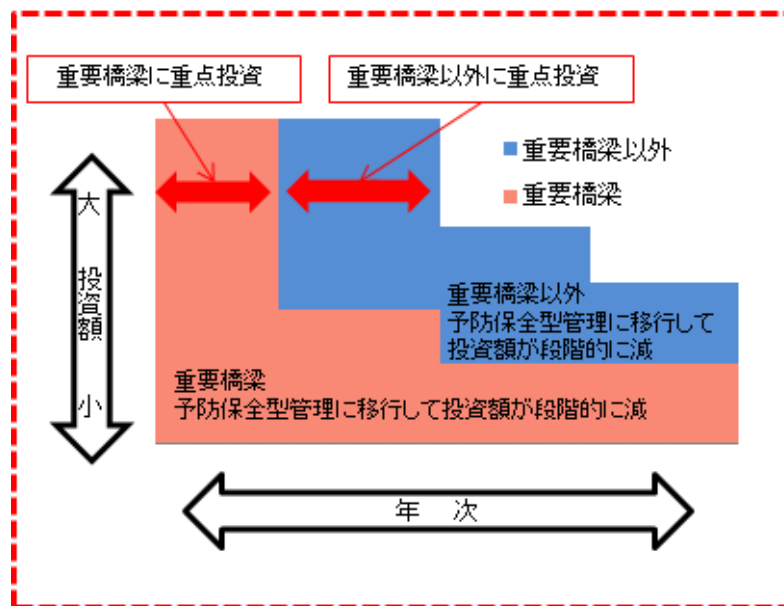 重要橋梁に重点投資
重要橋梁以外に重点投資
重要橋梁以外
重要橋梁
大
投資額
小
重要橋梁以外
予防保全型管理に移行して
投資額が段階的に減
重要橋梁
予防保全型管理に移行して投資額が段階的に減
年 次